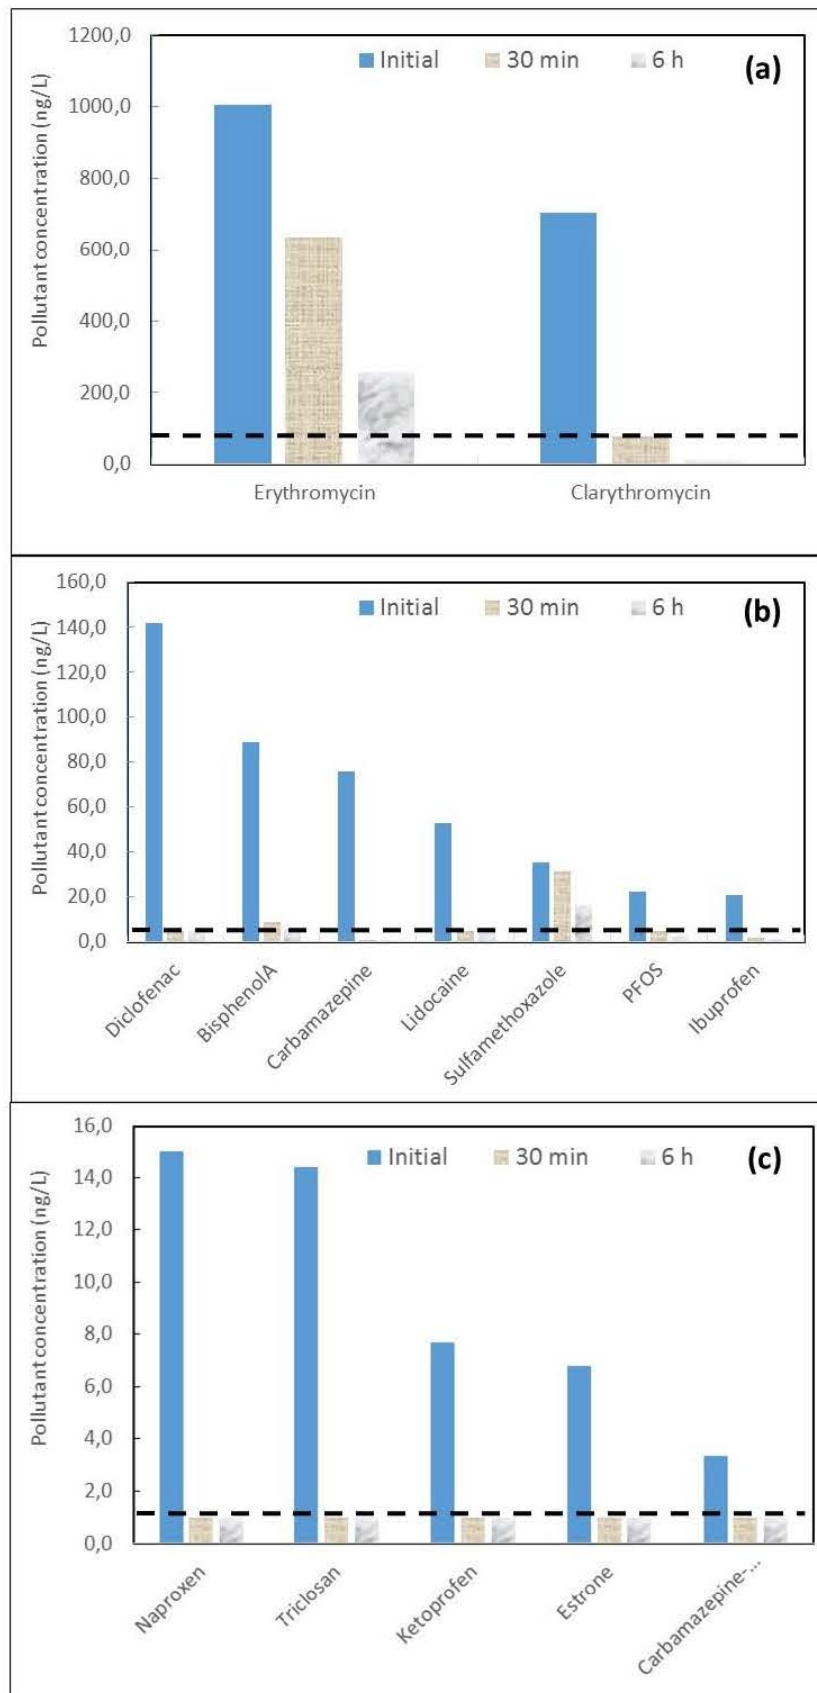 Pollutant concentration (ng/L)
1200,0
1000,0
800,0
600,0
400,0
200,0
0,0
Initial 30 min 6 h
(a)
Erythromycin Clarythromycin
Pollutant concentration (ng/L)
160,0
140,0
120,0
100,0
80,0
60,0
40,0
20,0
0,0
Initial 30 min 6 h
(b)
Diclofenac BisphenolA Carbamazepine Lidocaine Sulfamethoxazole PFOS Ibuprofen
Pollutant concentration (ng/L)
16,0
14,0
12,0
10,0
8,0
6,0
4,0
2,0
0,0
Initial 30 min 6 h
(c)
Naproxen Triclosan Ketoprofen Estrone Carbamazepine-...